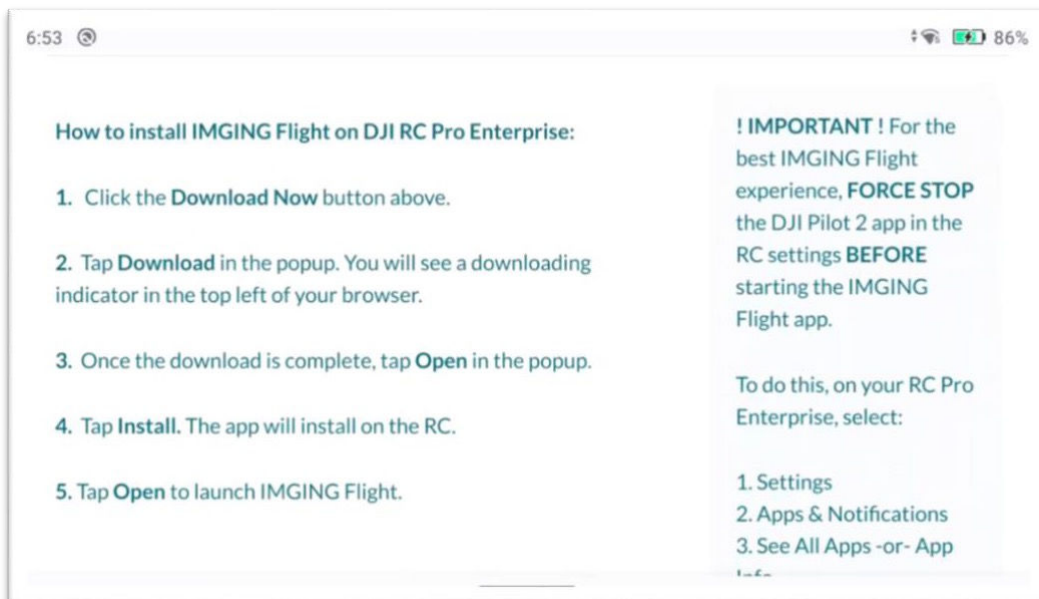 6:53
86%
How to install IMGING Flight on DJI RC Pro Enterprise:
1. Click the Download Now button above.
2. Tap Download in the popup. You will see a downloading
indicator in the top left of your browser.
3. Once the download is complete, tap Open in the popup.
4. Tap Install. The app will install on the RC.
5. Tap Open to launch IMGING Flight.
! IMPORTANT ! For the
best IMGING Flight
experience, FORCE STOP
the DJI Pilot 2 app in the
RC settings BEFORE
starting the IMGING
Flight app.
To do this, on your RC Pro
Enterprise, select:
1. Settings
2. Apps & Notifications
3. See All Apps -or- App